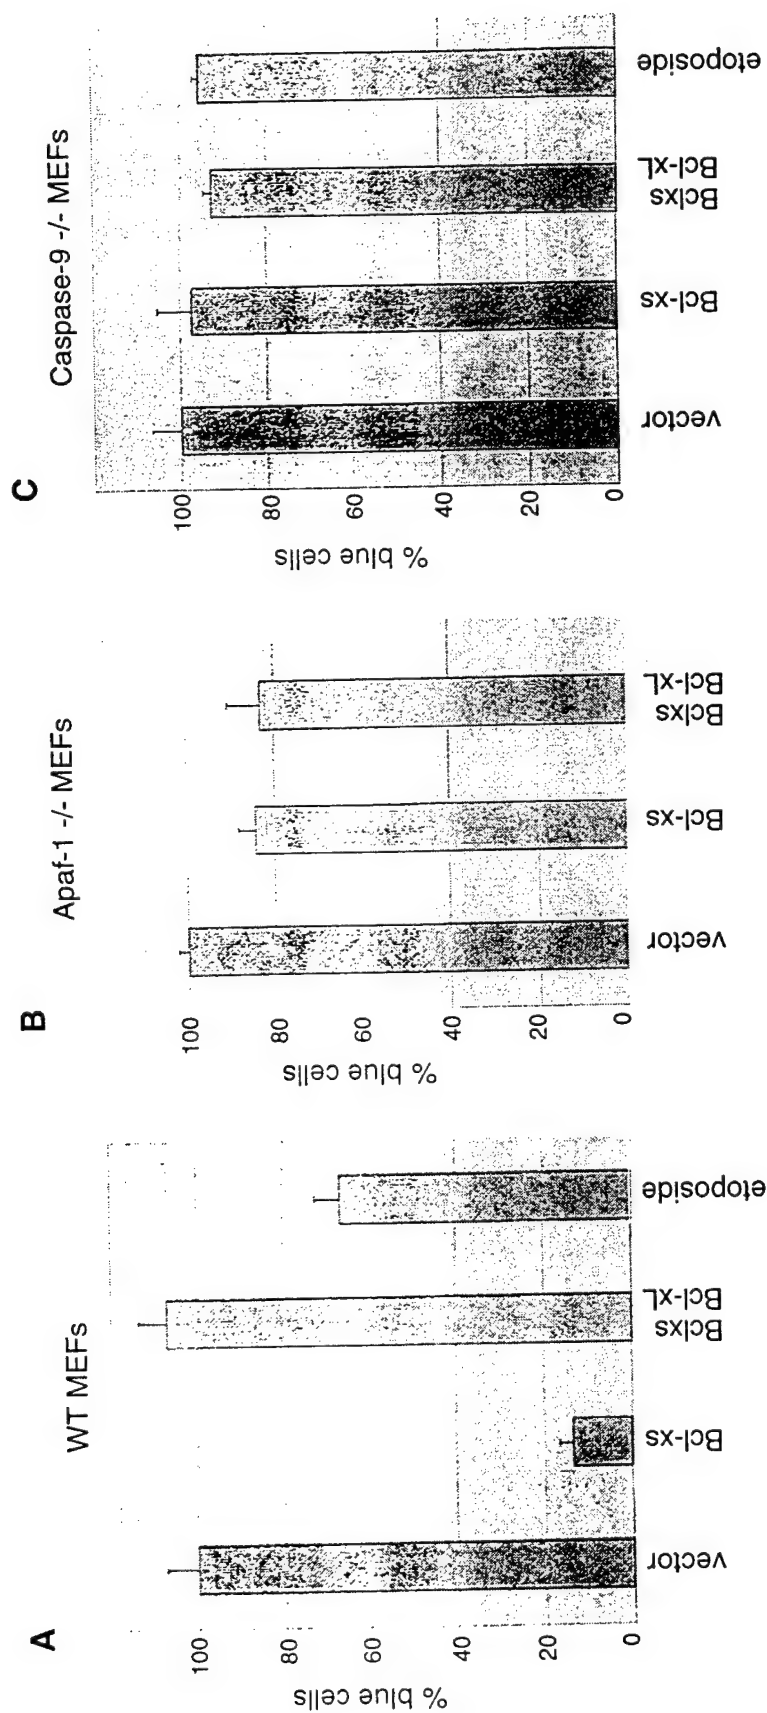 A
WT MEFs
% blue cells
100
80
60
40
20
0
vector
Bcl-xs
Bclxs
Bcl-xL
etoposide
B
Apaf-1 -/- MEFs
% blue cells
100
80
60
40
20
0
vector
Bcl-xs
Bclxs
Bcl-xL
C
Caspase-9 -/- MEFs
% blue cells
100
80
60
40
20
0
vector
Bcl-xs
Bclxs
Bcl-xL
etoposide